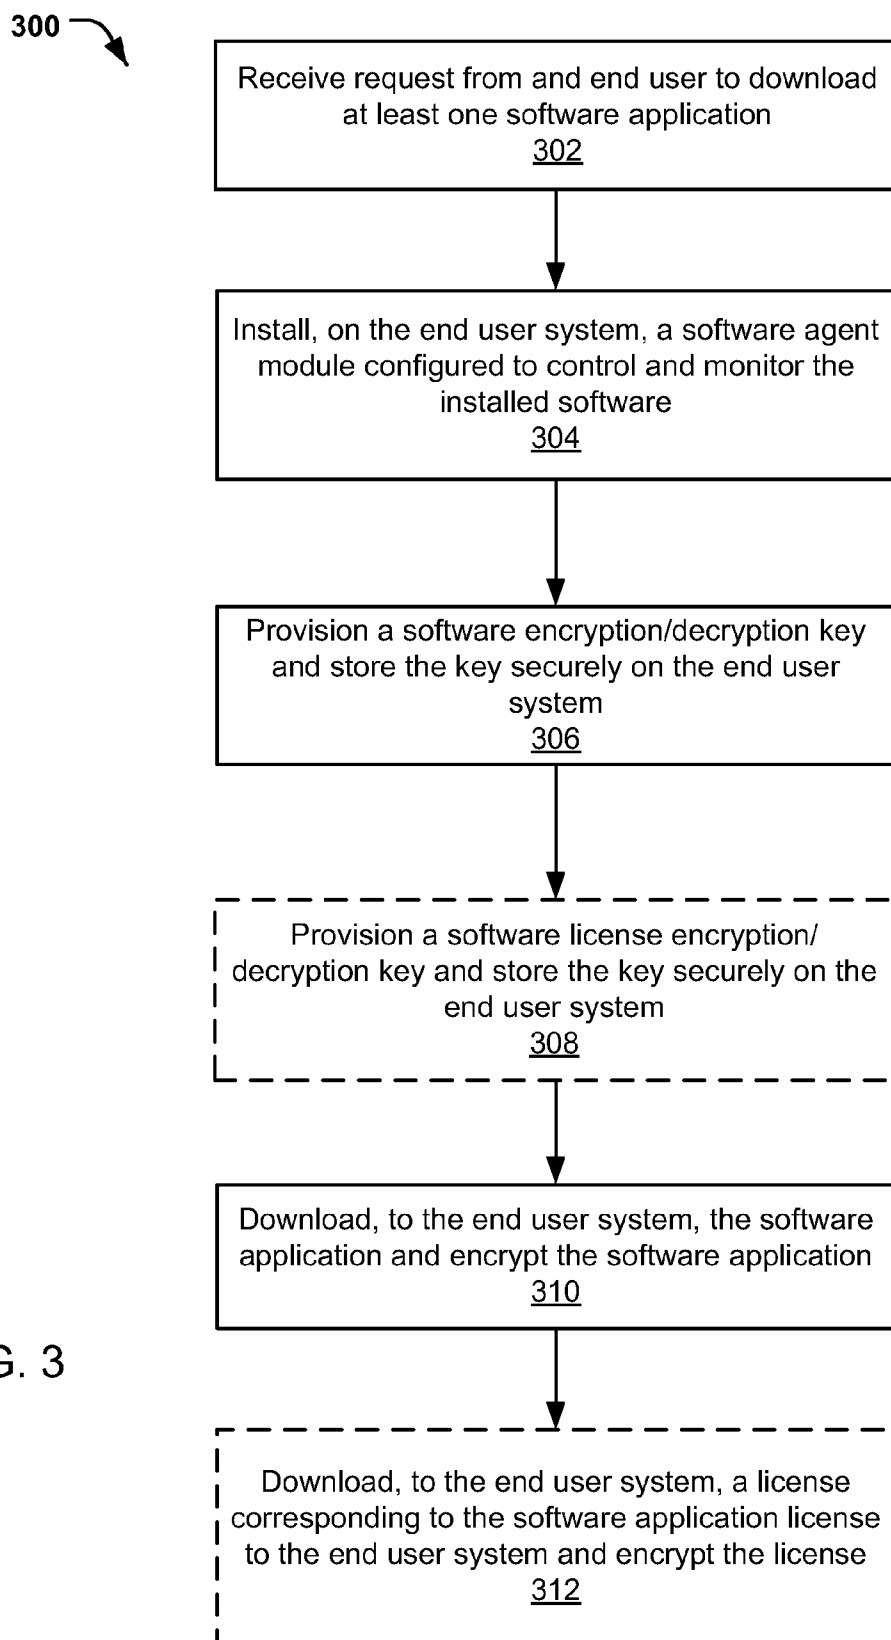 300
Receive request from and end user to download
at least one software application
302
Install, on the end user system, a software agent
module configured to control and monitor the
installed software
304
Provision a software encryption/decryption key
and store the key securely on the end user
system
306
Provision a software license encryption/
decryption key and store the key securely on the
end user system
308
Download, to the end user system, the software
application and encrypt the software application
310
G. 3
Download, to the end user system, a license
corresponding to the software application license
to the end user system and encrypt the license
312